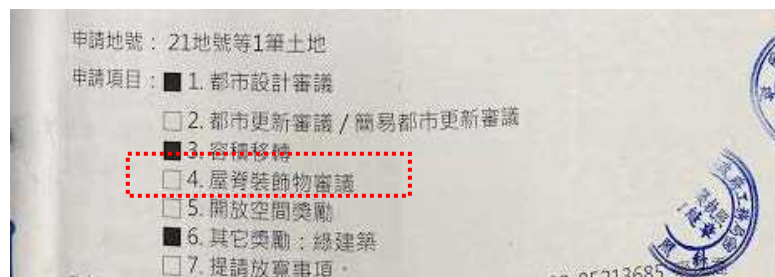 申請地號：21地號等1筆土地
申請項目：■1. 都市設計審議
□2. 都市更新審議 / 簡易都市更新審議
■3. 容積移轉
□4. 屋脊裝飾物審議
□5. 開放空間獎勵
■6. 其它獎勵：綠建築
□7. 提請放寬事項
85213685